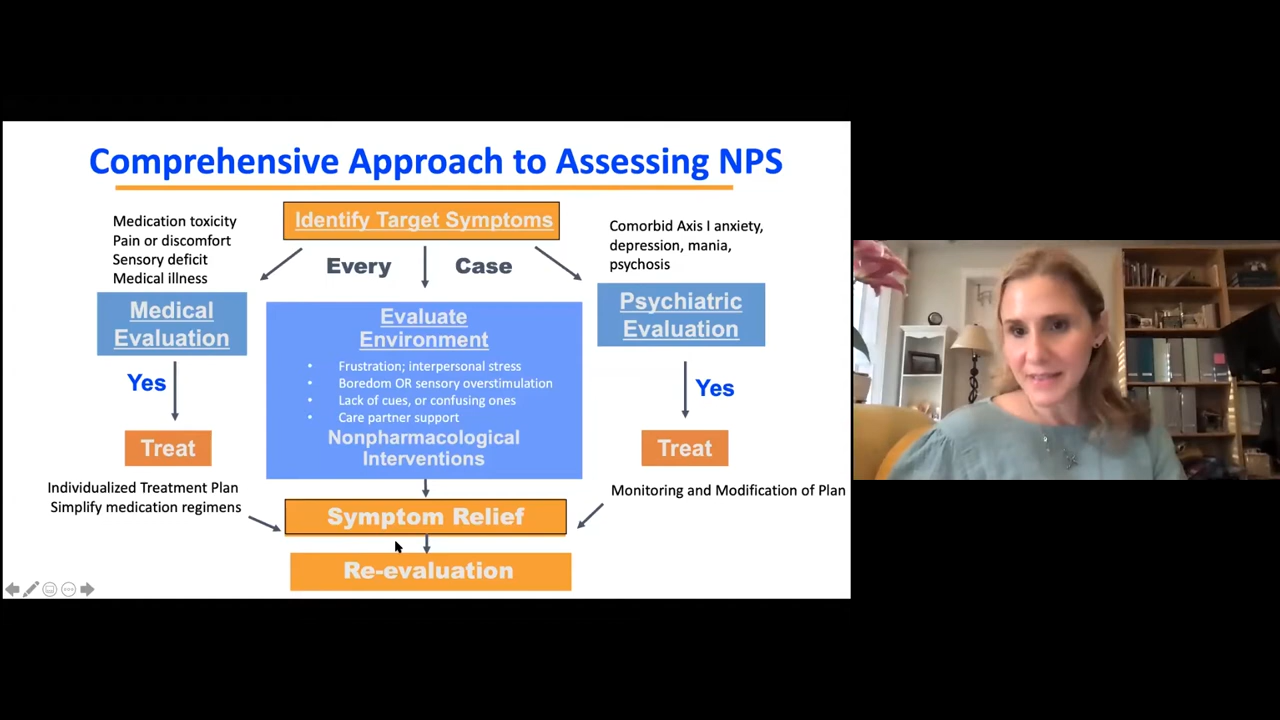 Comprehensive Approach to Assessing NPS
Identify Target Symptoms
Medication toxicity
Pain or discomfort
Sensory deficit
Medical illness
Every Case
Comorbid Axis I anxiety,
depression, mania,
psychosis
Medical
Evaluation
Evaluate
Environment
• Frustration; interpersonal stress
• Boredom OR sensory overstimulation
• Lack of cues, or confusing ones
• Care partner support
Nonpharmacological
Interventions
Psychiatric
Evaluation
Yes
Yes
Treat
Treat
Individualized Treatment Plan
Simplify medication regimens
Monitoring and Modification of Plan
Symptom Relief
Re-evaluation